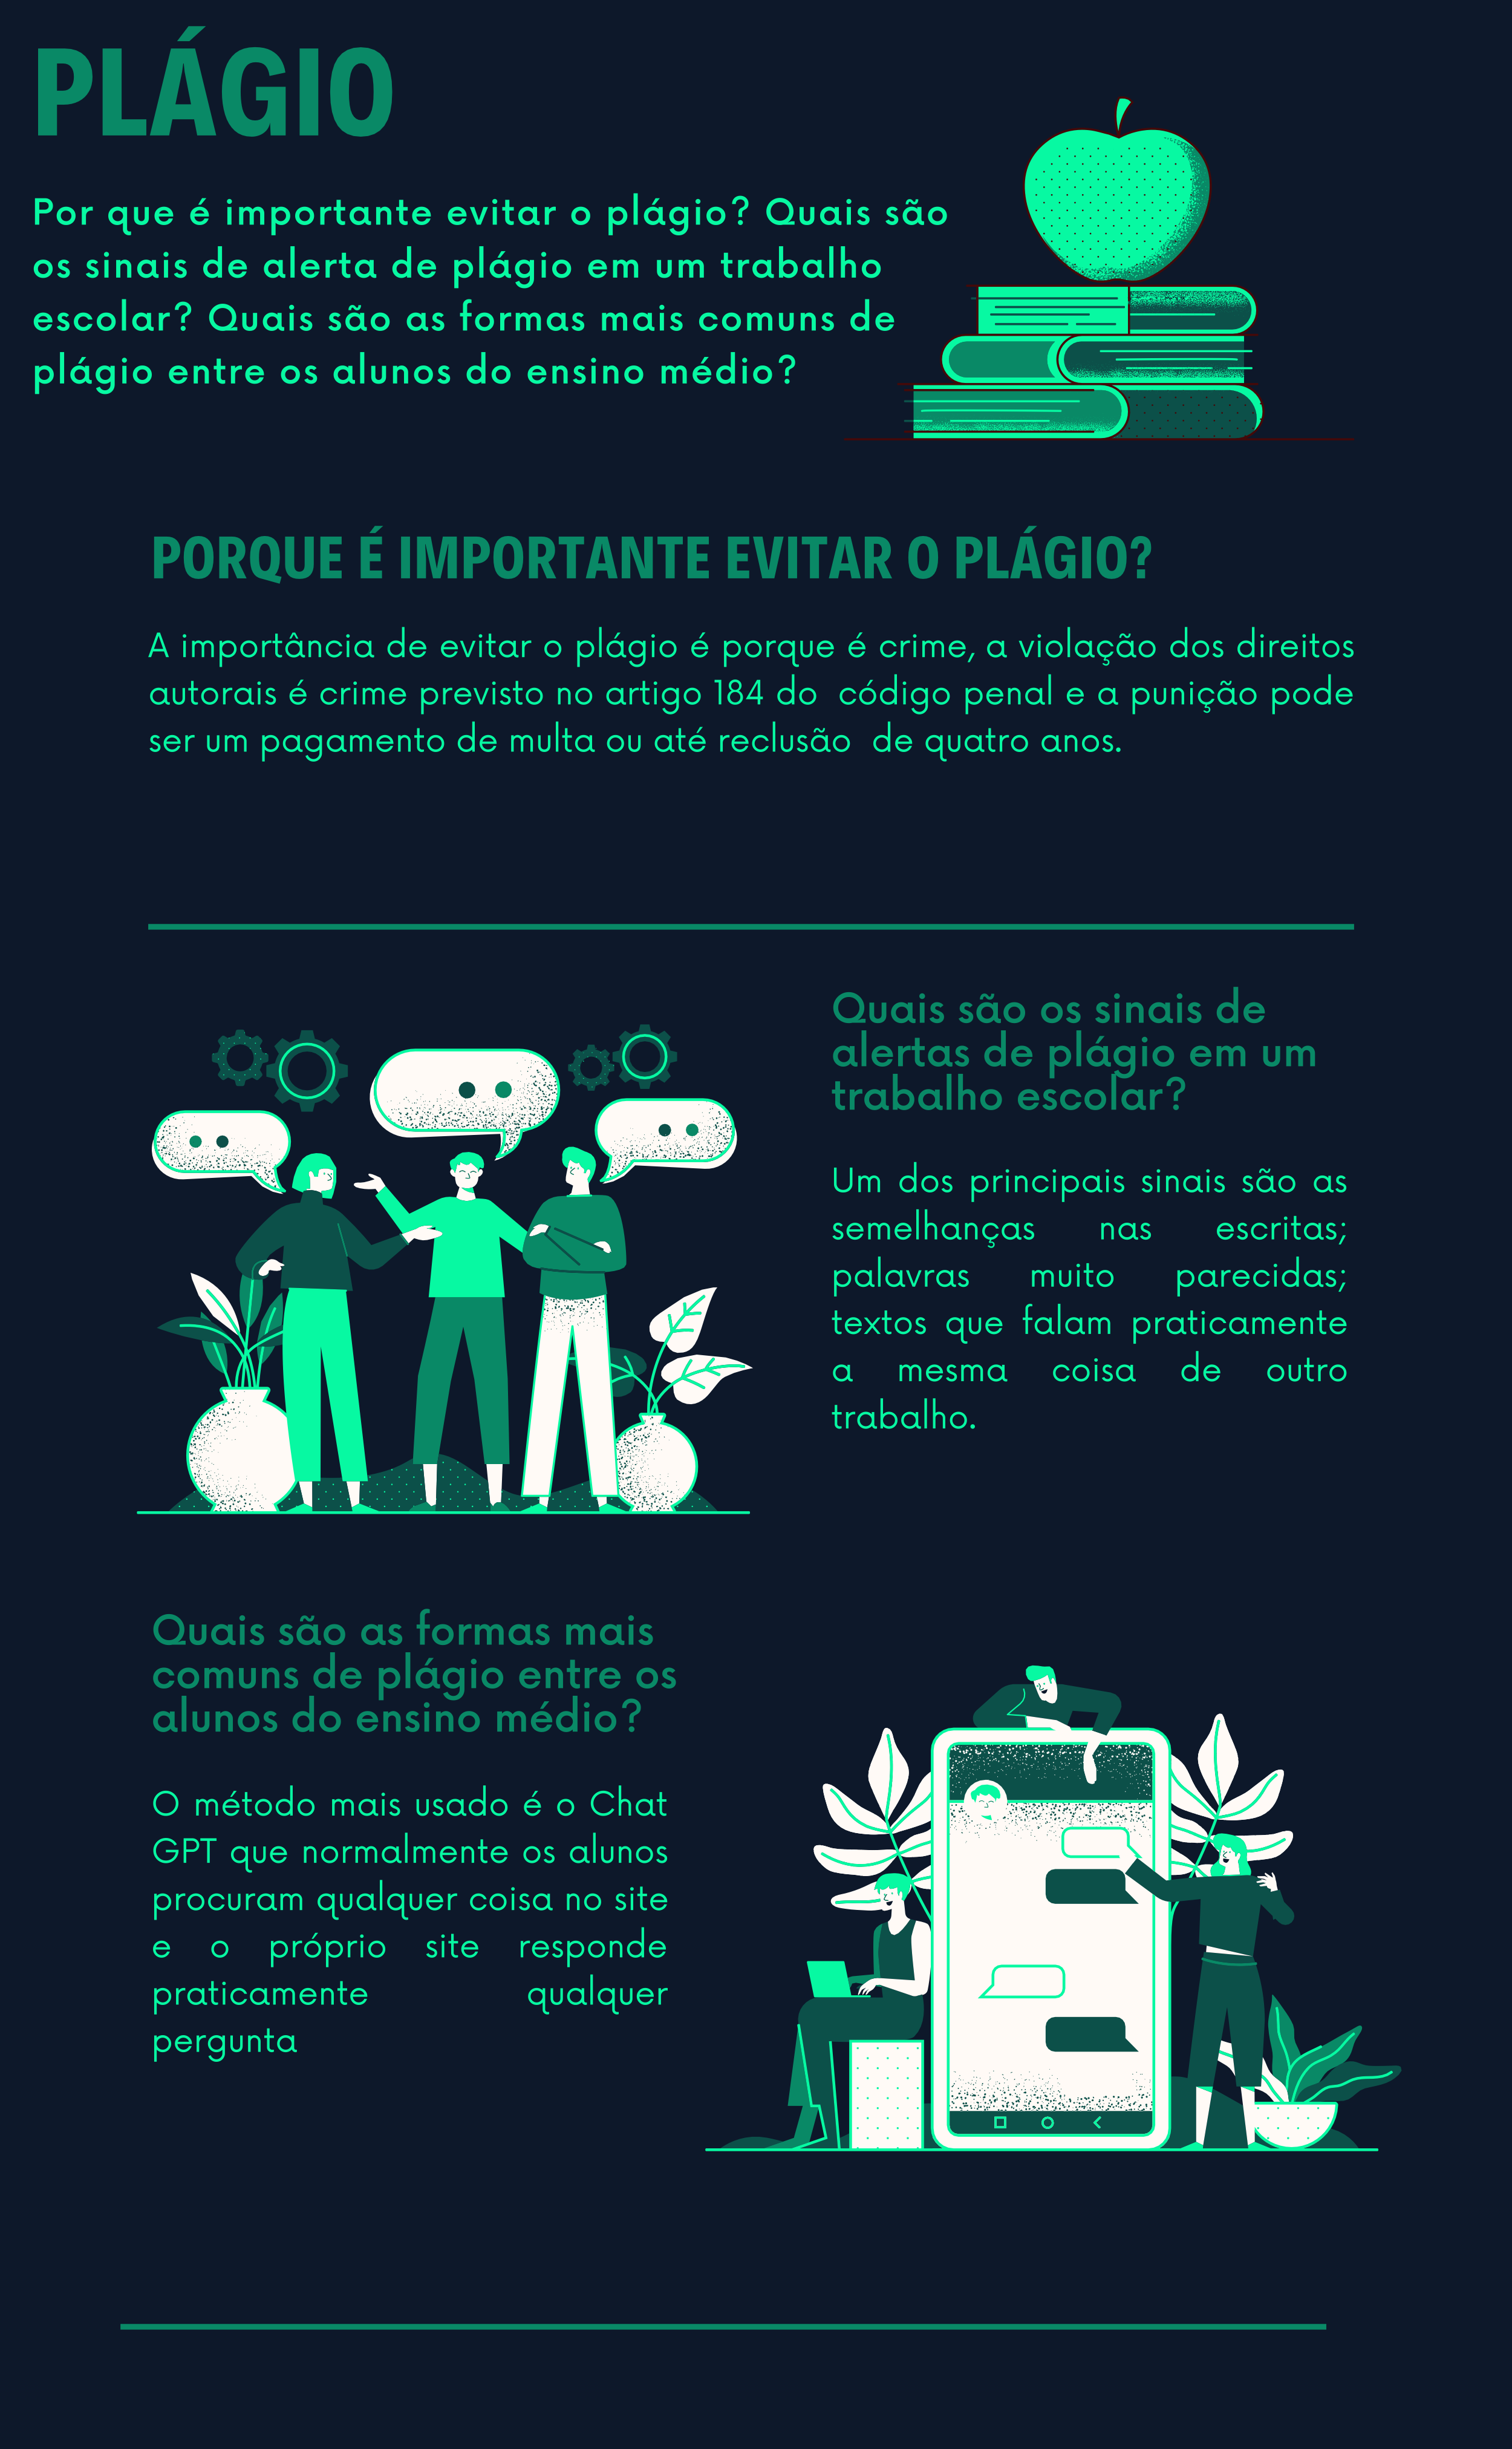 PLÁGIO
Por que é importante evitar o plágio? Quais são
os sinais de alerta de plágio em um trabalho
escolar? Quais são as formas mais comuns de
plágio entre os alunos do ensino médio?
PORQUE É IMPORTANTE EVITAR O PLÁGIO?
A importância de evitar o plágio é porque é crime, a violação dos direitos
autorais é crime previsto no artigo 184 do código penal e a punição pode
ser um pagamento de multa ou até reclusão de quatro anos.
Quais são os sinais de
alertas de plágio em um
trabalho escolar?
Um dos principais sinais são as
semelhanças nas escritas;
palavras muito parecidas;
textos que falam praticamente
a mesma coisa de outro
trabalho.
Quais são as formas mais
comuns de plágio entre os
alunos do ensino médio?
O método mais usado é o Chat
GPT que normalmente os alunos
procuram qualquer coisa no site
e o próprio site responde
praticamente qualquer
pergunta